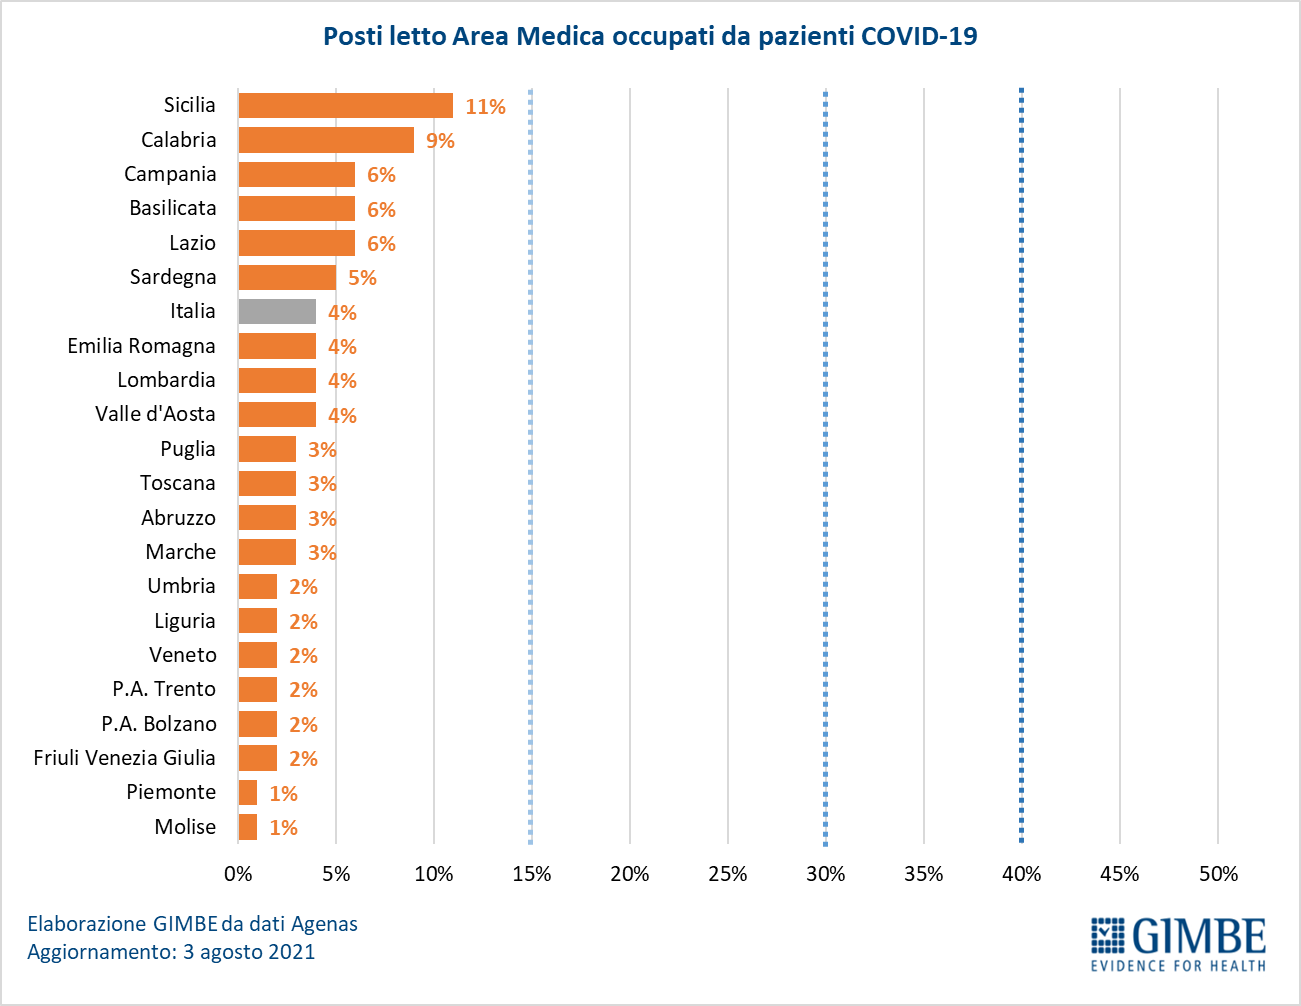 Posti letto Area Medica occupati da pazienti COVID-19
Sicilia 11%
Calabria 9%
Campania 6%
Basilicata 6%
Lazio 6%
Sardegna 5%
Italia 4%
Emilia Romagna 4%
Lombardia 4%
Valle d'Aosta 4%
Puglia 3%
Toscana 3%
Abruzzo 3%
Marche 3%
Umbria 2%
Liguria 2%
Veneto 2%
P.A. Trento 2%
P.A. Bolzano 2%
Friuli Venezia Giulia 2%
Piemonte 1%
Molise 1%
0% 5% 10% 15% 20% 25% 30% 35% 40% 45% 50%
Elaborazione GIMBE da dati Agenas
Aggiornamento: 3 agosto 2021
GIMBE
EVIDENCE FOR HEALTH